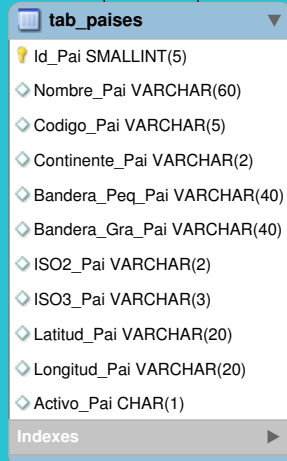 tab_paises
Id_Pai SMALLINT(5)
Nombre_Pai VARCHAR(60)
Codigo_Pai VARCHAR(5)
Continente_Pai VARCHAR(2)
Bandera_Peq_Pai VARCHAR(40)
Bandera_Gra_Pai VARCHAR(40)
ISO2_Pai VARCHAR(2)
ISO3_Pai VARCHAR(3)
Latitud_Pai VARCHAR(20)
Longitud_Pai VARCHAR(20)
Activo_Pai CHAR(1)
Indexes